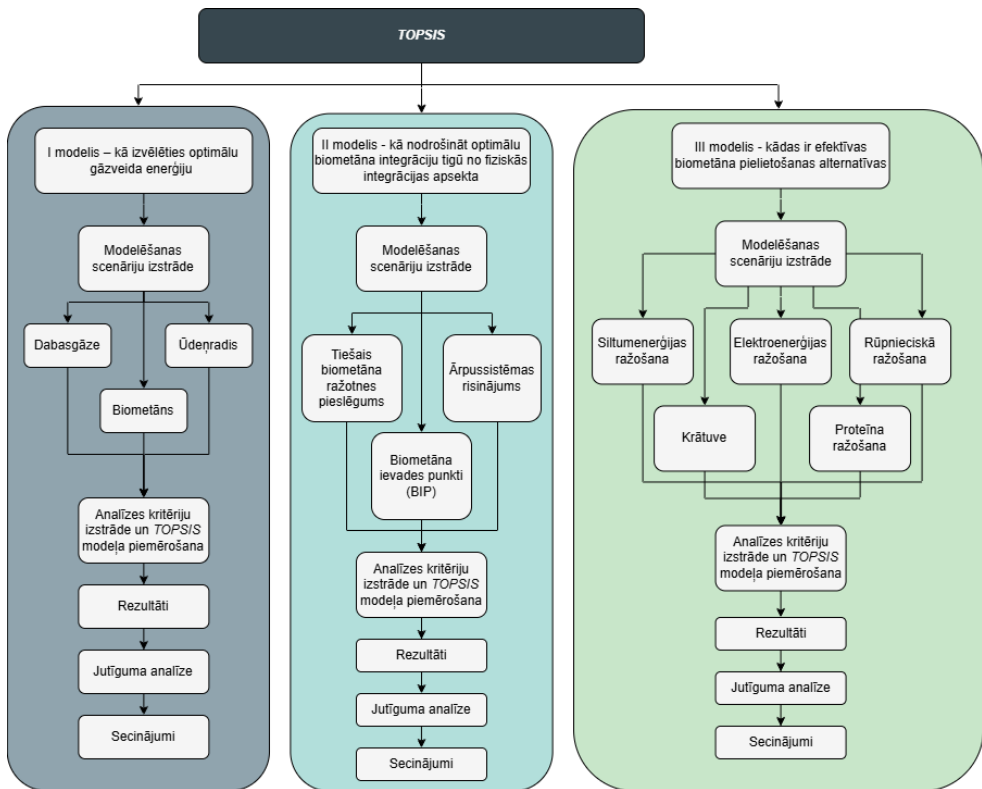 TOPSIS
I modelis – kā izvēlēties optimālu
gāzveida enerģiju
Modelēšanas
scenāriju izstrāde
Dabasgāze
Ūdeņradis
Biometāns
Analīzes kritēriju
izstrāde un TOPSIS
modeļa piemērošana
Rezultāti
Jutīguma analīze
Secinājumi
II modelis - kā nodrošināt optimālu
biometāna integrāciju tigū no fiziskās
integrācijas apsekta
Modelēšanas
scenāriju izstrāde
Tiešais
biometāna
ražotnes
pieslēgums
Ārpussistēmas
risinājums
Biometāna
ievades punkti
(BIP)
Analīzes kritēriju
izstrāde un TOPSIS
modeļa piemērošana
Rezultāti
Jutīguma analīze
Secinājumi
III modelis - kādas ir efektīvas
biometāna pielietošanas alternatīvas
Modelēšanas
scenāriju izstrāde
Siltumenerģijas
ražošana
Elektroenerģijas
ražošana
Rūpnieciskā
ražošana
Krātuve
Proteīna
ražošana
Analīzes kritēriju
izstrāde un TOPSIS
modeļa piemērošana
Rezultāti
Jutīguma analīze
Secinājumi